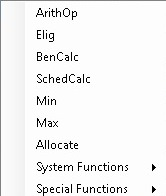 ArithOp
Elig
BenCalc
SchedCalc
Min
Max
Allocate
System Functions
Special Functions